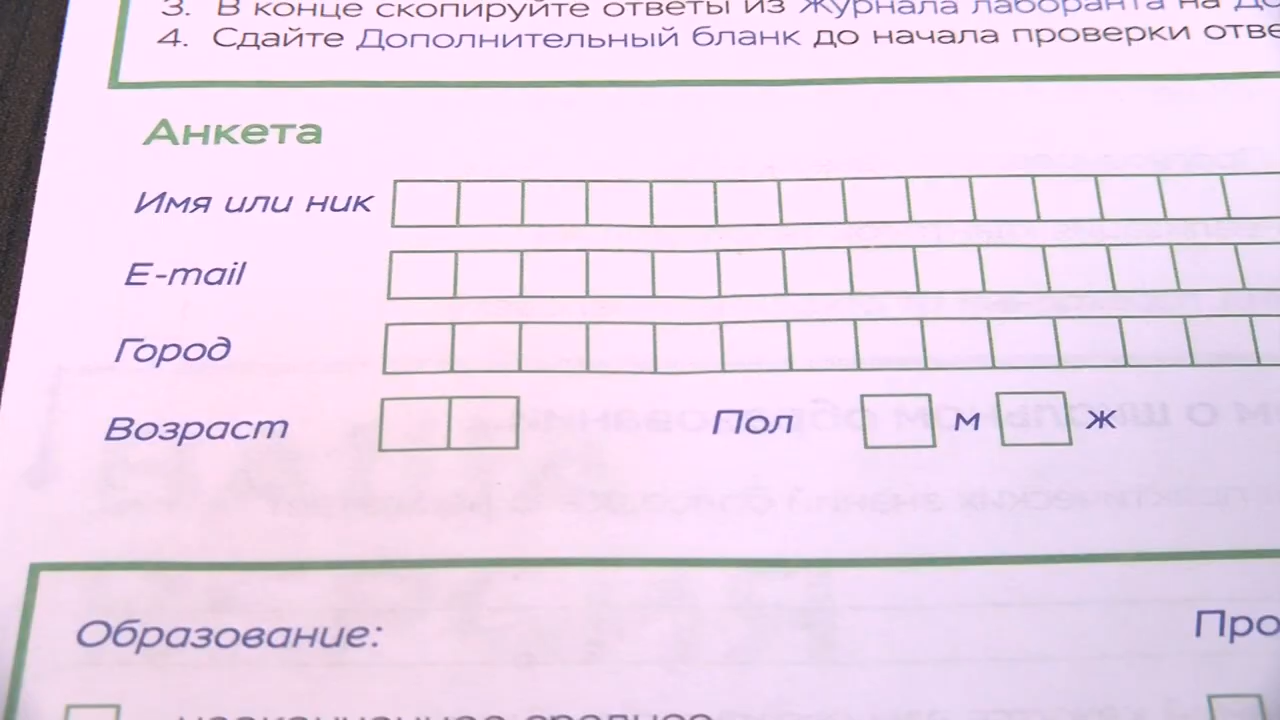 3. В конце скопируйте ответы из Журнала лаборанта на
4. Сдайте Дополнительный бланк до начала проверки отве
Анкета
Имя или ник
E-mail
Город
Возраст
Пол м ж
Образование:
Про